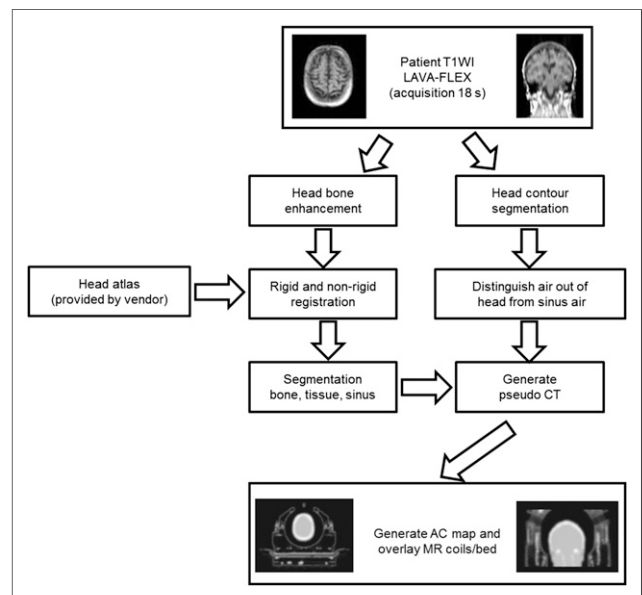 Patient T1WI
LAVA-FLEX
(acquisition 18 s)
Head bone
enhancement
Head contour
segmentation
Head atlas
(provided by vendor)
Rigid and non-rigid
registration
Distinguish air out of
head from sinus air
Segmentation
bone, tissue, sinus
Generate
pseudo CT
Generate AC map and
overlay MR coils/bed